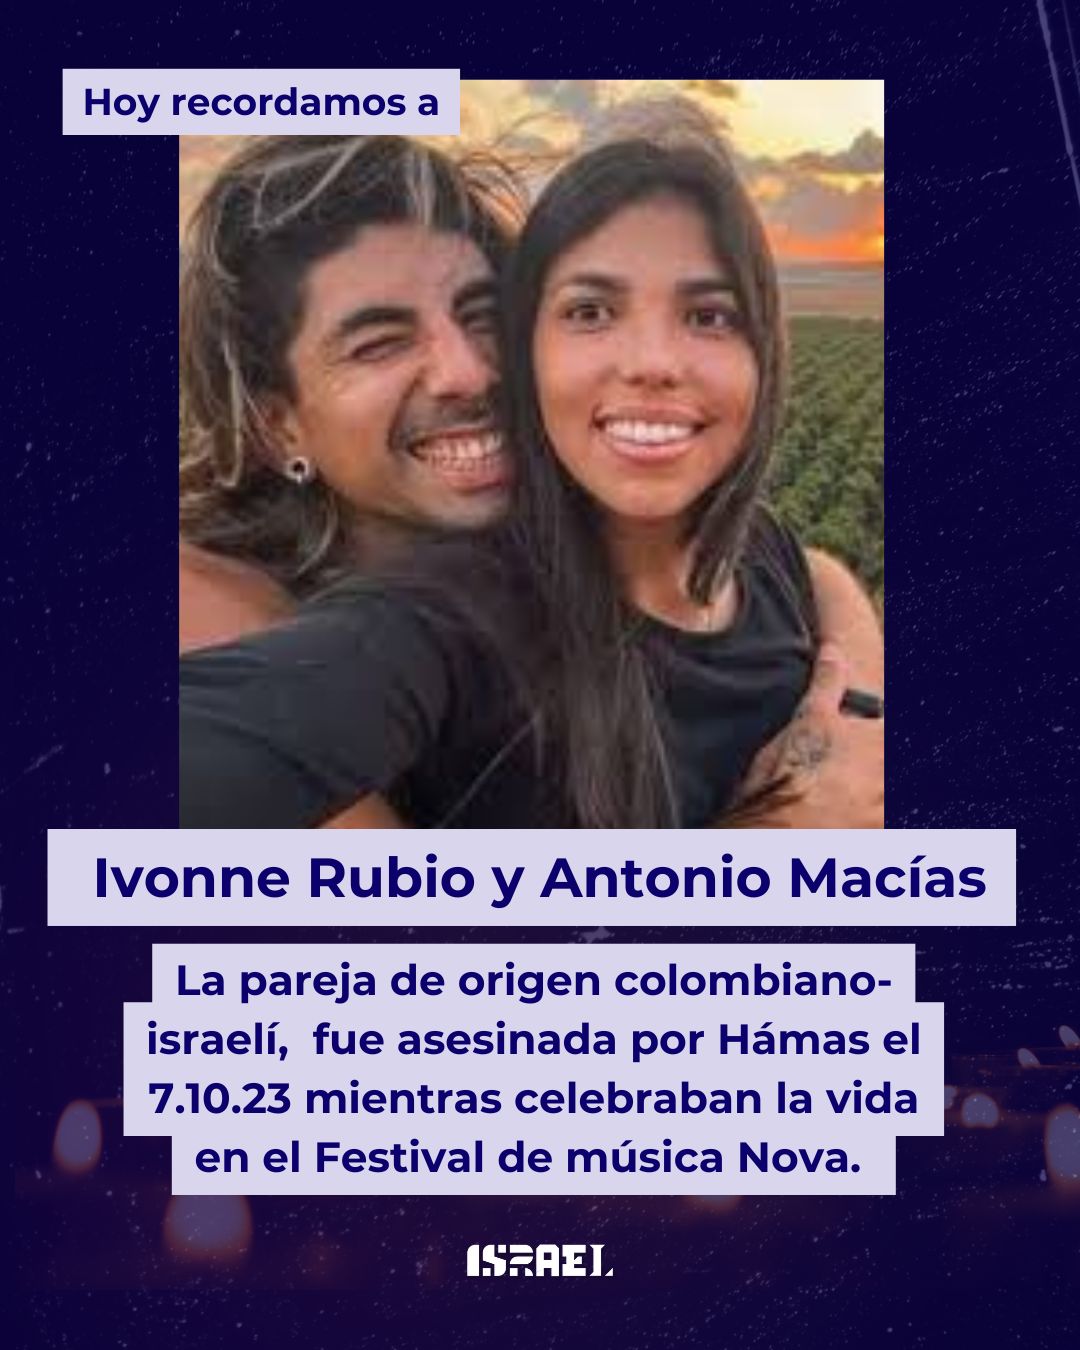 Hoy recordamos a
Ivonne Rubio y Antonio Macías
La pareja de origen colombiano-
israelí, fue asesinada por Hámas el
7.10.23 mientras celebraban la vida
en el Festival de música Nova.
ISRAEL